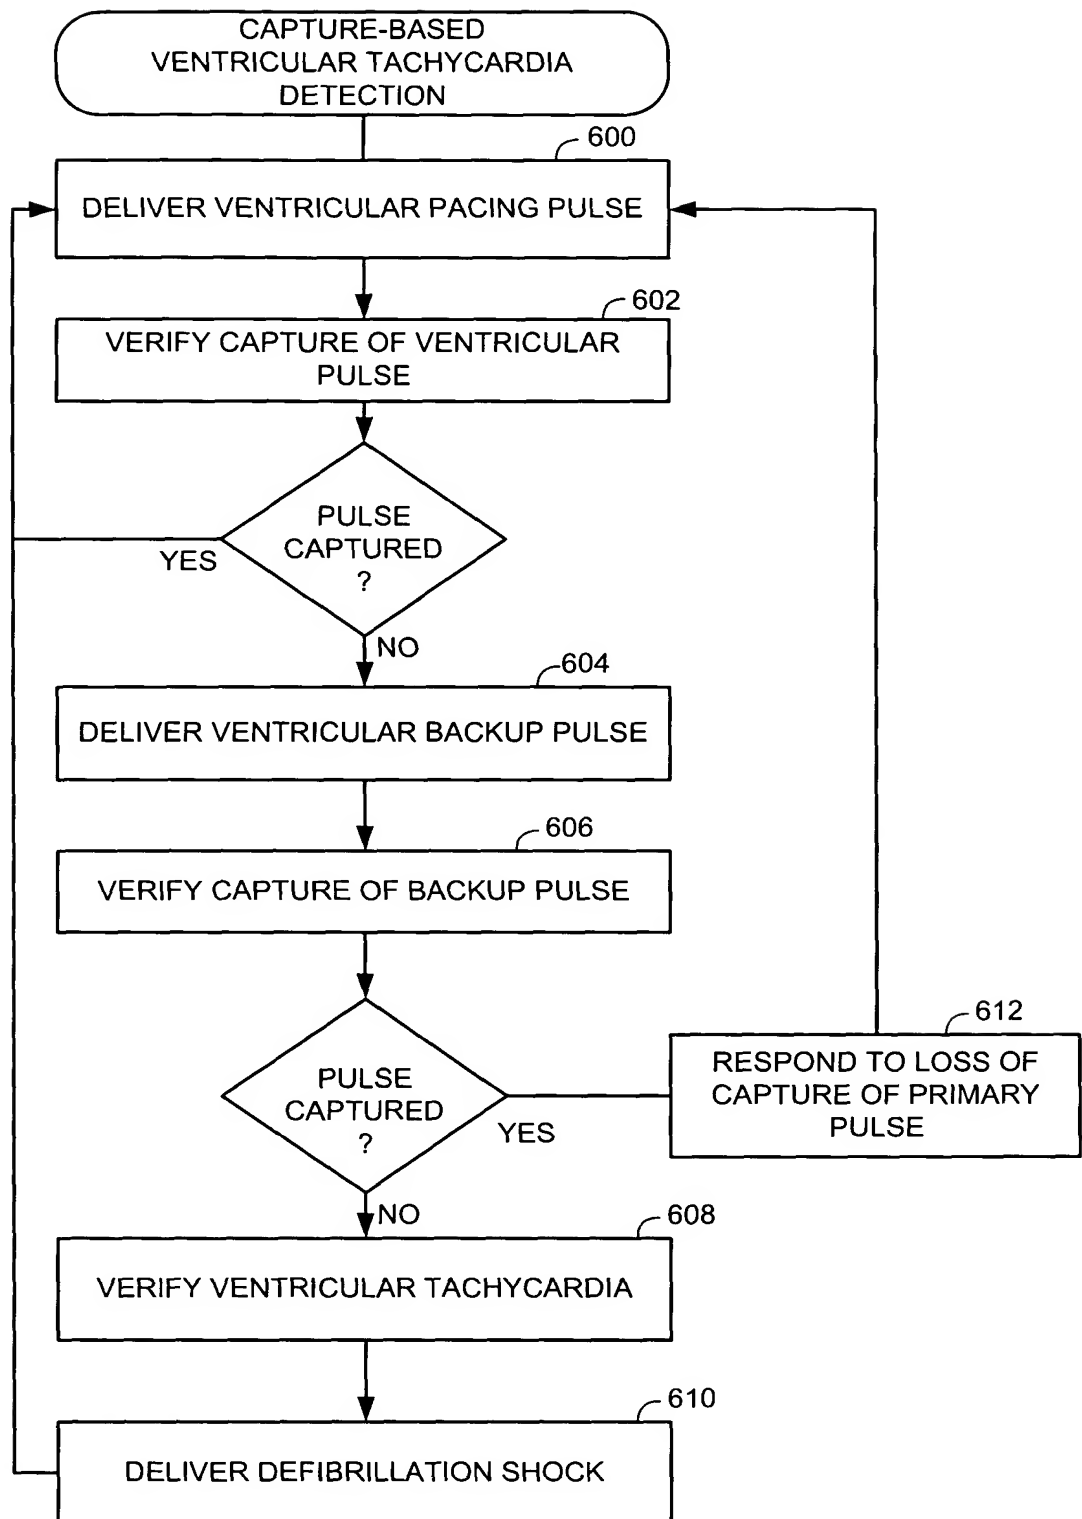 CAPTURE-BASED
VENTRICULAR TACHYCARDIA
DETECTION
600
DELIVER VENTRICULAR PACING PULSE
602
VERIFY CAPTURE OF VENTRICULAR
PULSE
PULSE
CAPTURED
?
YES
NO
604
DELIVER VENTRICULAR BACKUP PULSE
606
VERIFY CAPTURE OF BACKUP PULSE
612
RESPOND TO LOSS OF
CAPTURE OF PRIMARY
PULSE
PULSE
CAPTURED
?
YES
NO
608
VERIFY VENTRICULAR TACHYCARDIA
610
DELIVER DEFIBRILLATION SHOCK